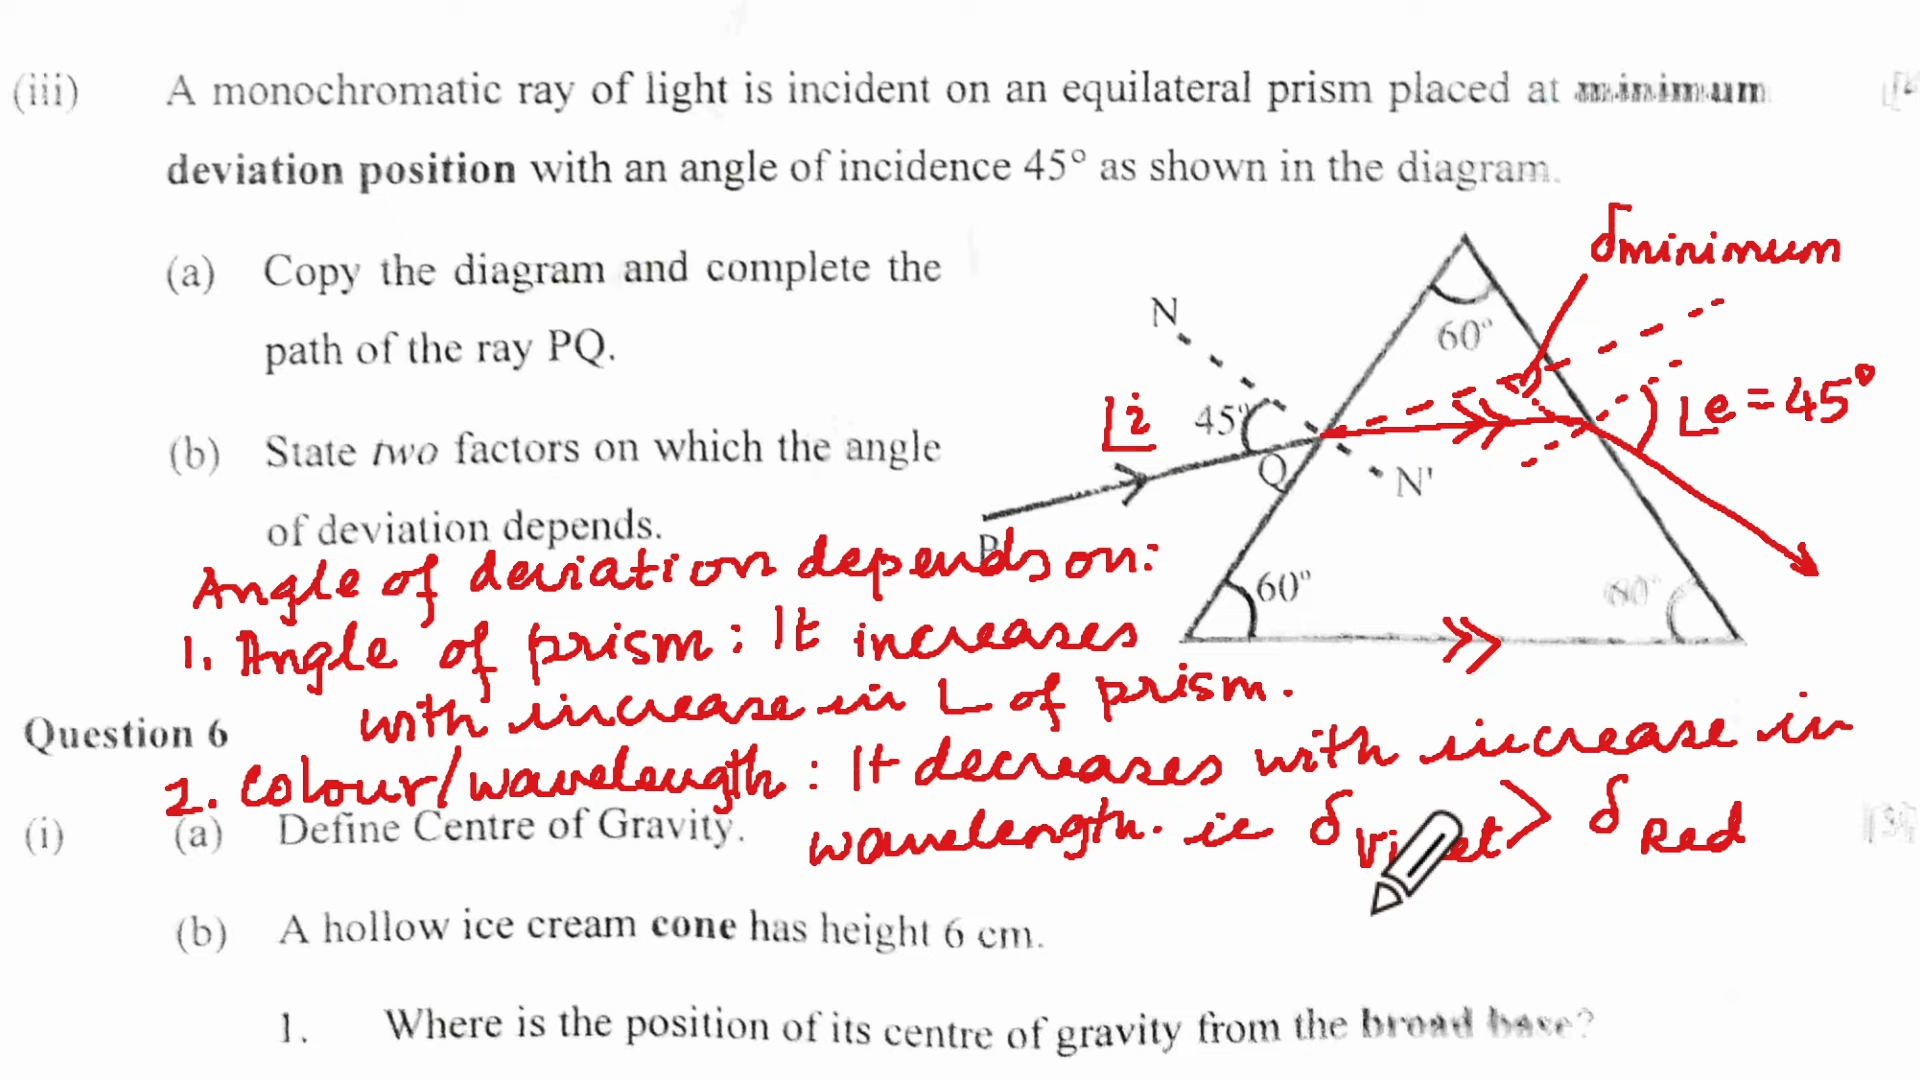 (iii) A monochromatic ray of light is incident on an equilateral prism placed at minimum
deviation position with an angle of incidence 45° as shown in the diagram.
(a) Copy the diagram and complete the
path of the ray PQ.
(b) State two factors on which the angle
of deviation depends.
δminimum
60°
N
∠i 45°
∠e = 45°
Q
N'
P
60°
60°
Angle of deviation depends on:
1. Angle of prism: It increases
with increase in ∠ of prism.
Question 6
2. Colour/wavelength: It decreases with increase in
wavelength. ie δ > δ Red
(i) (a) Define Centre of Gravity.
(b) A hollow ice cream cone has height 6 cm.
1. Where is the position of its centre of gravity from the broad base?